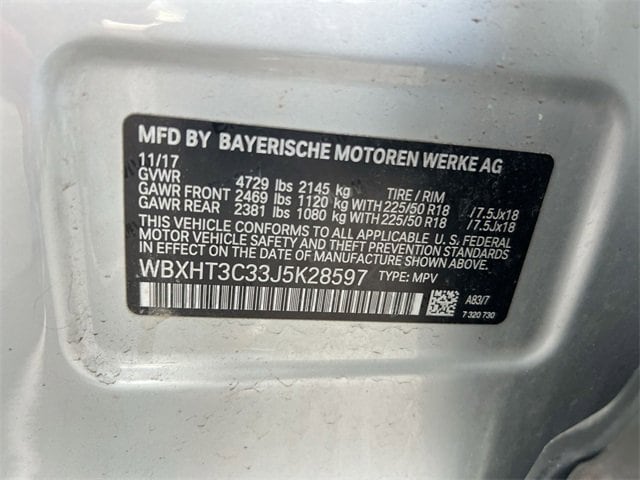 MFD BY BAYERISCHE MOTOREN WERKE AG
11/17
GVWR 4729 lbs 2145 kg TIRE / RIM
GAWR FRONT 2469 lbs 1120 kg WITH 225/50 R18 /7.5Jx18
GAWR REAR 2381 lbs 1080 kg WITH 225/50 R18 /7.5Jx18
THIS VEHICLE CONFORMS TO ALL APPLICABLE U.S. FEDERAL
MOTOR VEHICLE SAFETY AND THEFT PREVENTION STANDARDS
IN EFFECT ON THE DATE OF MANUFACTURE SHOWN ABOVE.
WBXHT3C33J5K28597 TYPE: MPV
A83/7
7 320 730